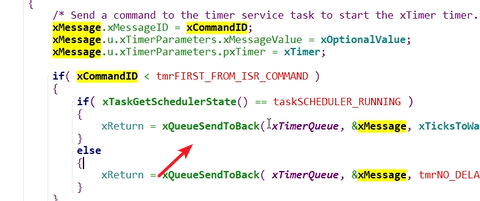 {
/* Send a command to the timer service task to start the xTimer timer.
xMessage.xMessageID = xCommandID;
xMessage.u.xTimerParameters.xMessageValue = xOptionalValue;
xMessage.u.xTimerParameters.pxTimer = xTimer;
if( xCommandID < tmrFIRST_FROM_ISR_COMMAND )
{
if( xTaskGetSchedulerState() == taskSCHEDULER_RUNNING )
{
xReturn = xQueueSendToBack( xTimerQueue, &xMessage, xTicksToWa
}
else
{
xReturn = xQueueSendToBack( xTimerQueue, &xMessage, tmrNO_DELA
}
}